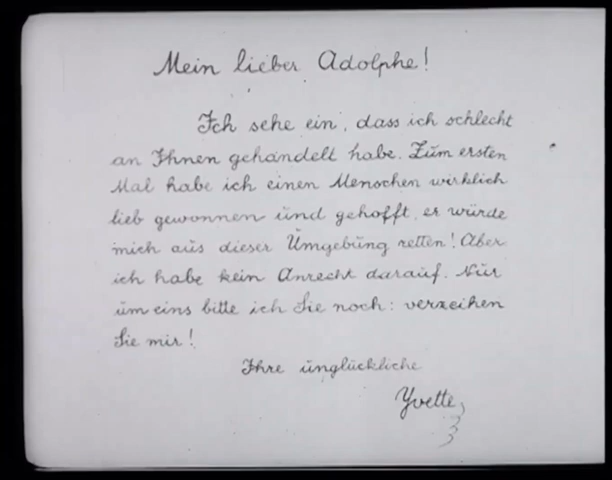 Mein lieber Adolphe!
Ich sehe ein, dass ich schlecht
an Ihnen gehandelt habe. Zum ersten
Mal habe ich einen Menschen wirklich
lieb gewonnen und gehofft, er würde
mich aus dieser Umgebung retten! Aber
ich habe kein Anrecht darauf. Nur
um eins bitte ich Sie noch: verzeihen
Sie mir!
Ihre unglückliche
Yvette